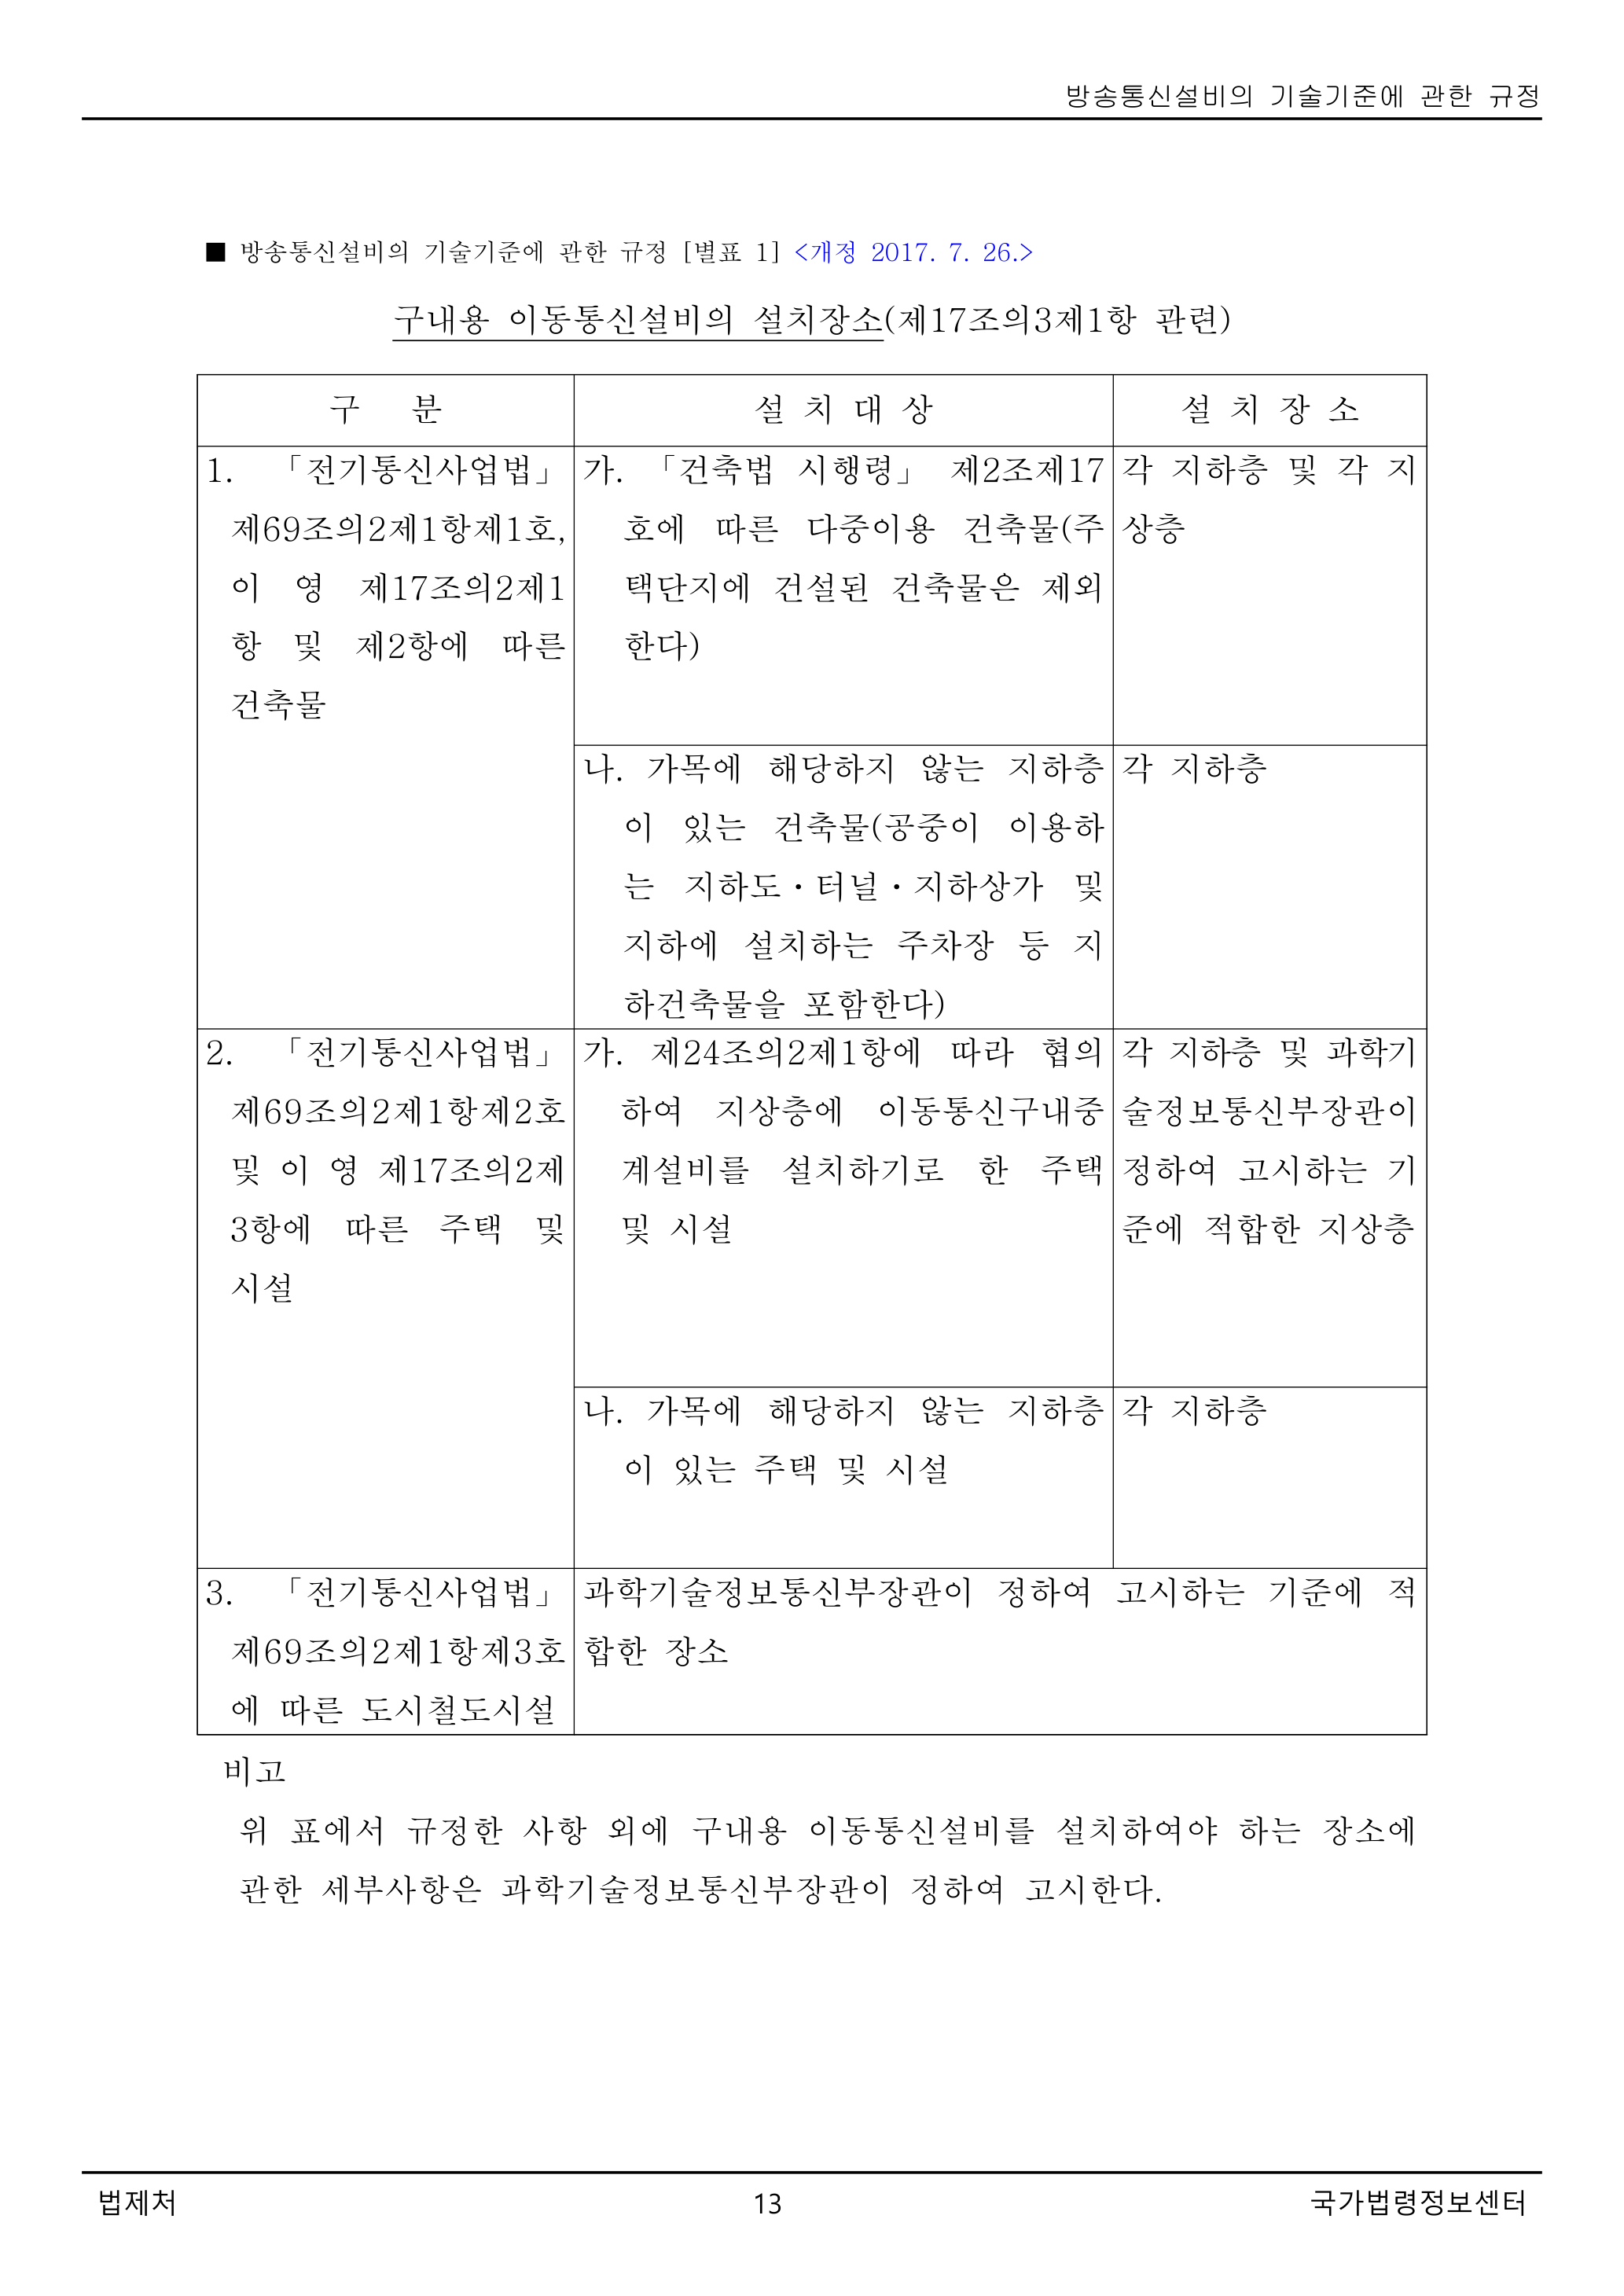 방송통신설비의 기술기준에 관한 규정
■ 방송통신설비의 기술기준에 관한 규정 [별표 1] <개정 2017. 7. 26.>
구내용 이동통신설비의 설치장소(제17조의3제1항 관련)
구 분
설 치 대 상
설 치 장 소
1. 「전기통신사업법」
제69조의2제1항제1호,
이 영 제17조의2제1
항 및 제2항에 따른
건축물
가. 「건축법 시행령」 제2조제17
호에 따른 다중이용 건축물(주
택단지에 건설된 건축물은 제외
한다)
각 지하층 및 각 지
상층
나. 가목에 해당하지 않는 지하층
이 있는 건축물(공중이 이용하
는 지하도·터널·지하상가 및
지하에 설치하는 주차장 등 지
하건축물을 포함한다)
각 지하층
2. 「전기통신사업법」
제69조의2제1항제2호
및 이 영 제17조의2제
3항에 따른 주택 및
시설
가. 제24조의2제1항에 따라 협의
하여 지상층에 이동통신구내중
계설비를 설치하기로 한 주택
및 시설
각 지하층 및 과학기
술정보통신부장관이
정하여 고시하는 기
준에 적합한 지상층
나. 가목에 해당하지 않는 지하층
이 있는 주택 및 시설
각 지하층
3. 「전기통신사업법」
제69조의2제1항제3호
에 따른 도시철도시설
과학기술정보통신부장관이 정하여 고시하는 기준에 적
합한 장소
비고
위 표에서 규정한 사항 외에 구내용 이동통신설비를 설치하여야 하는 장소에
관한 세부사항은 과학기술정보통신부장관이 정하여 고시한다.
법제처
13
국가법령정보센터